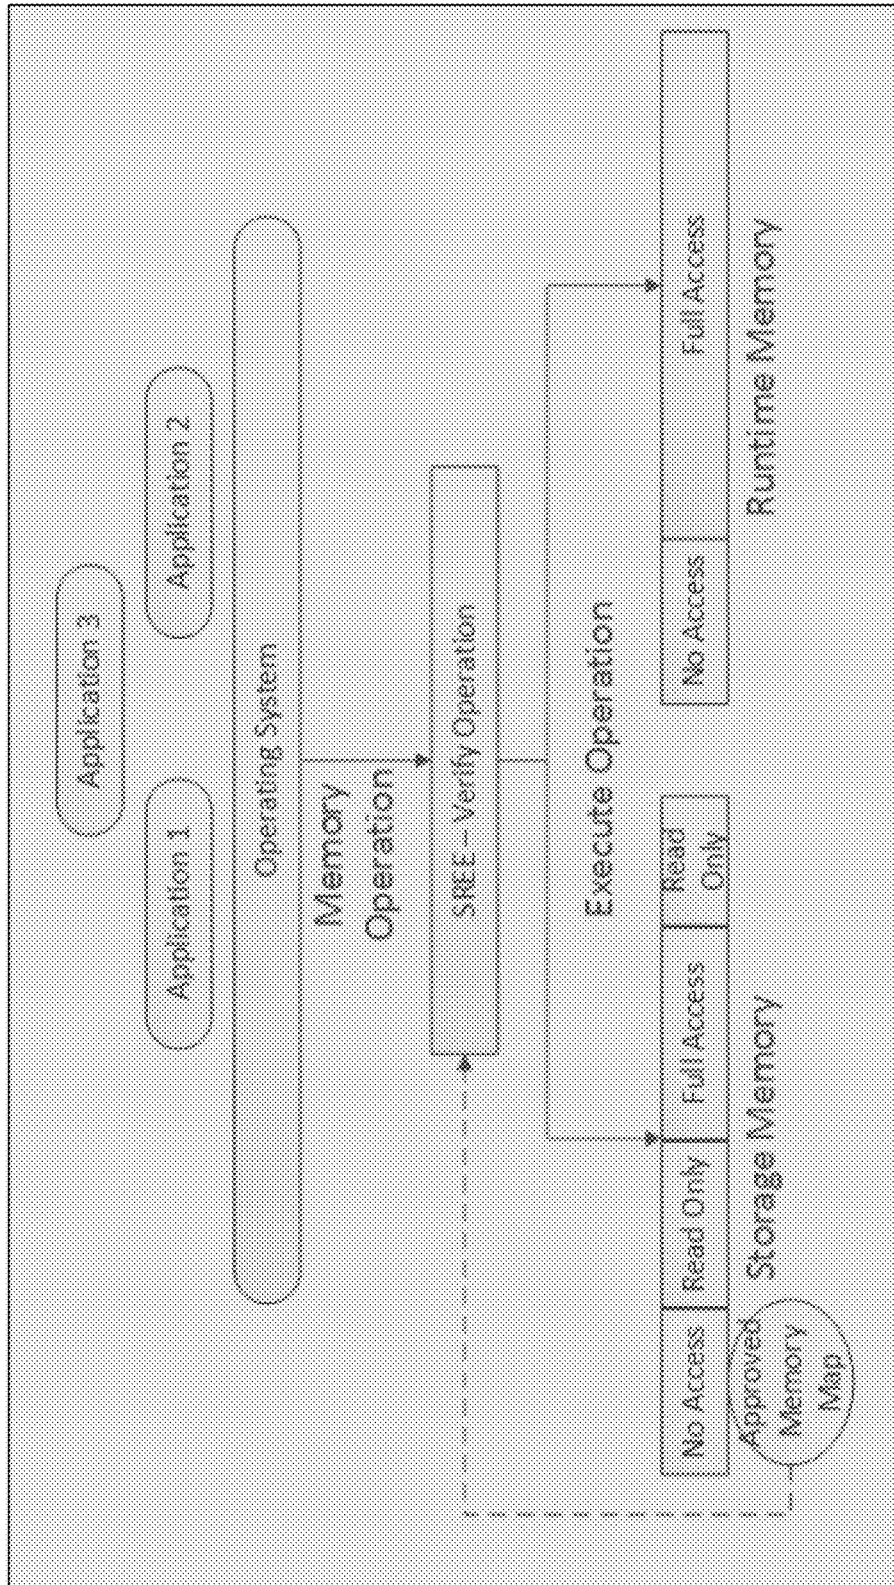 Application 3
Application 1
Application 2
Operating System
Memory
Operation
SREE – Verify Operation
Execute Operation
No Access
Read Only
Full Access
Read
Only
No Access
Full Access
Approved
Memory
Map
Storage Memory
Runtime Memory